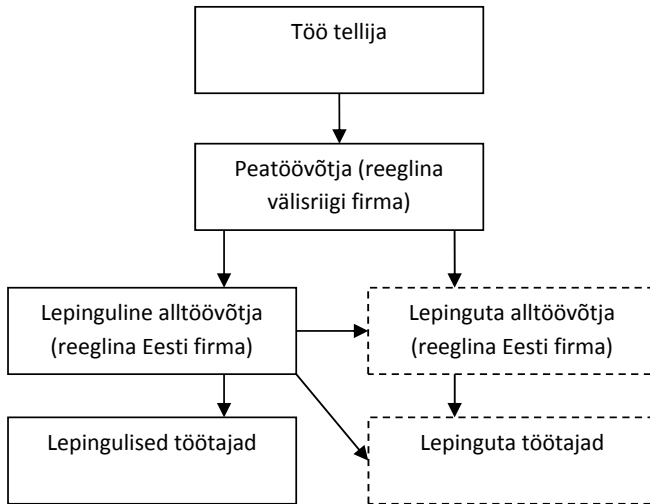 Töö tellija
Peatöövõtja (reeglina
välisriigi firma)
Lepinguline alltöövõtja
(reeglina Eesti firma)
Lepinguta alltöövõtja
(reeglina Eesti firma)
Lepingulised töötajad
Lepinguta töötajad